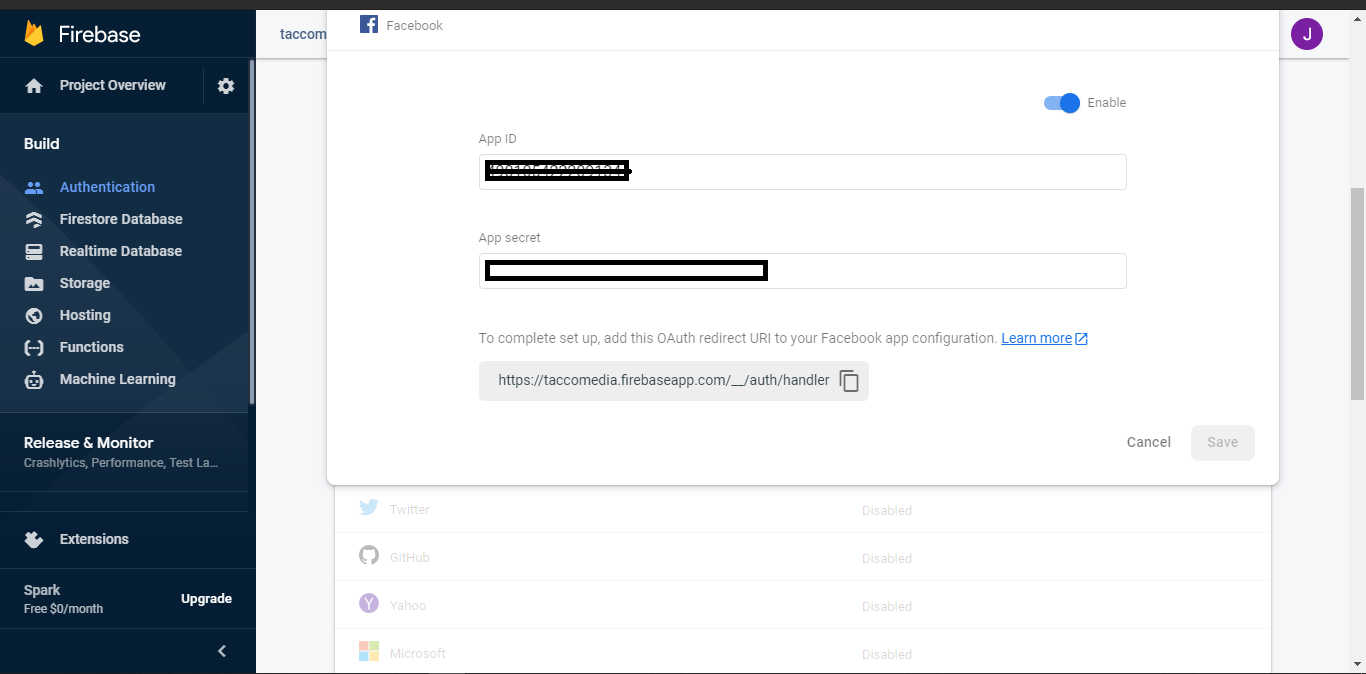 Firebase
Project Overview
Build
Authentication
Firestore Database
Realtime Database
Storage
Hosting
Functions
Machine Learning
Release & Monitor
Crashlytics, Performance, Test La...
Extensions
Spark
Free $0/month
Upgrade
taccom
J
Facebook
Enable
App ID
App secret
To complete set up, add this OAuth redirect URI to your Facebook app configuration. Learn more
https://taccomedia.firebaseapp.com/__/auth/handler
Cancel
Save
Twitter Disabled
GitHub Disabled
Yahoo Disabled
Microsoft Disabled